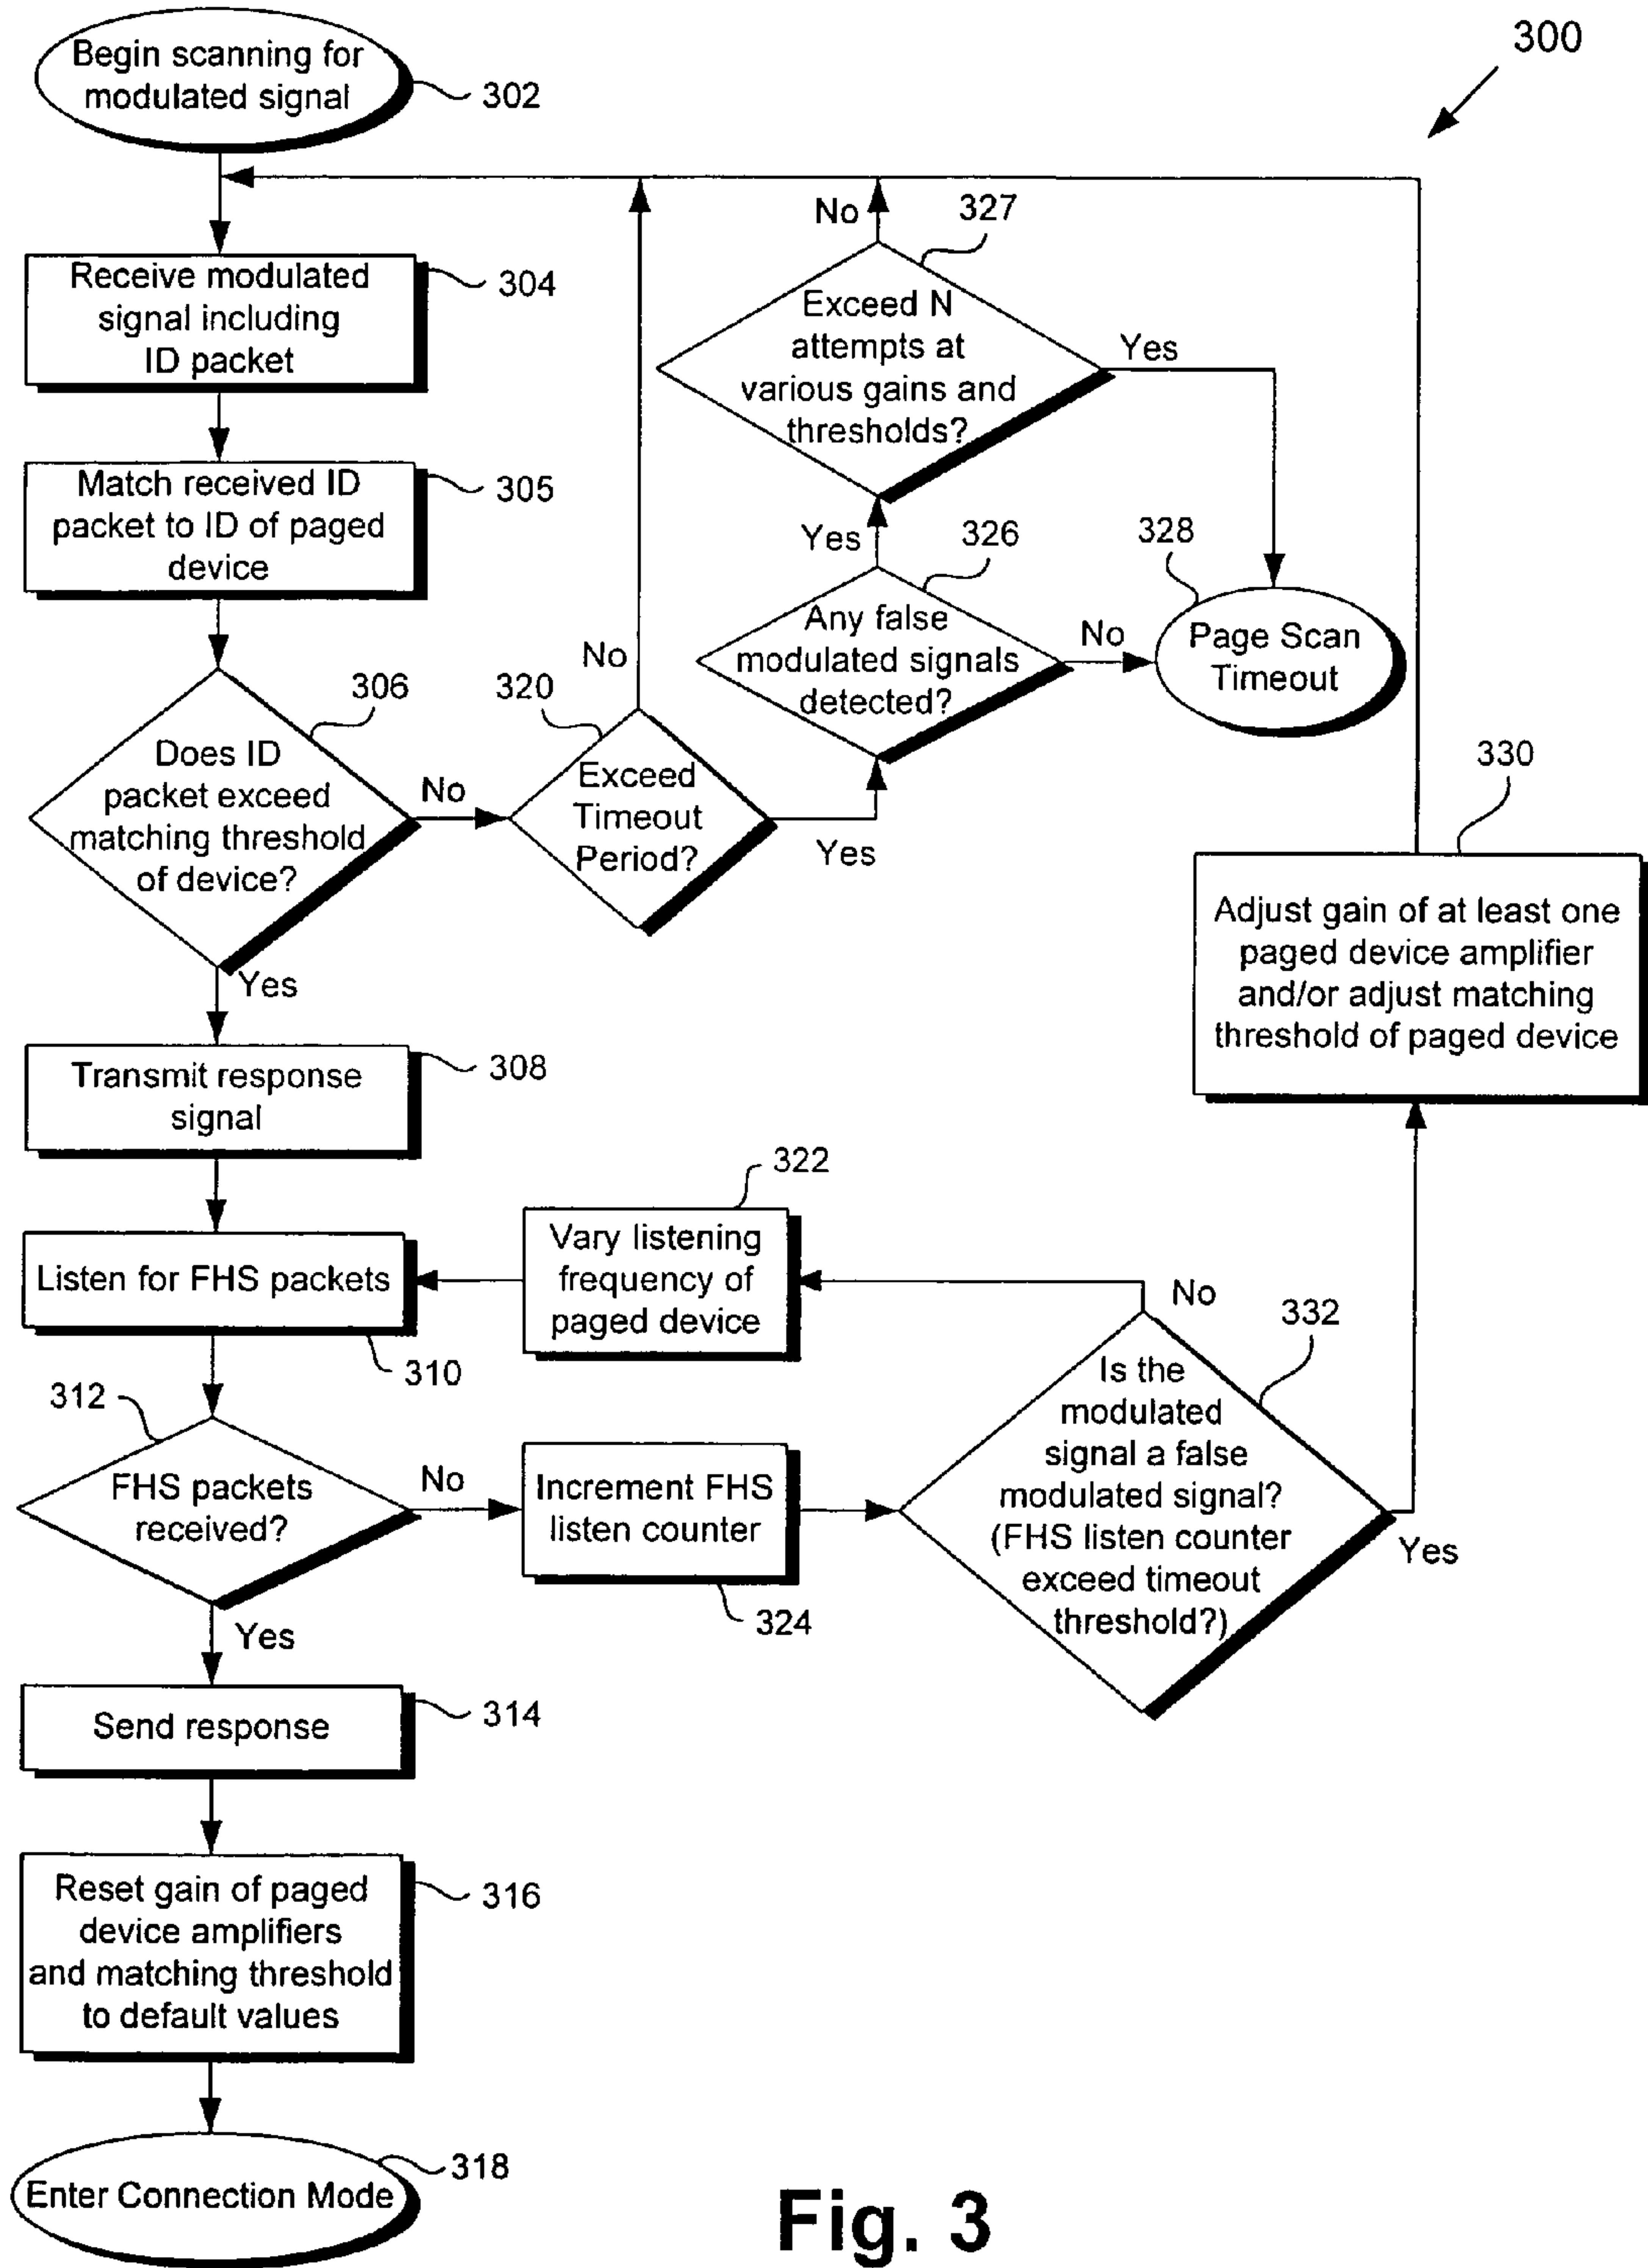 Begin scanning for
modulated signal
302
300
Receive modulated
signal including
ID packet
304
Match received ID
packet to ID of paged
device
305
Does ID
packet exceed
matching threshold
of device?
306
No
Yes
Exceed
Timeout
Period?
320
No
Yes
Any false
modulated signals
detected?
326
Yes
No
Exceed N
attempts at
various gains and
thresholds?
327
No
Yes
Page Scan
Timeout
328
Adjust gain of at least one
paged device amplifier
and/or adjust matching
threshold of paged device
330
Transmit response
signal
308
Listen for FHS packets
310
Vary listening
frequency of
paged device
322
FHS packets
received?
312
No
Yes
Increment FHS
listen counter
324
Is the
modulated
signal a false
modulated signal?
(FHS listen counter
exceed timeout
threshold?)
332
No
Yes
Send response
314
Reset gain of paged
device amplifiers
and matching threshold
to default values
316
Enter Connection Mode
318
Fig. 3